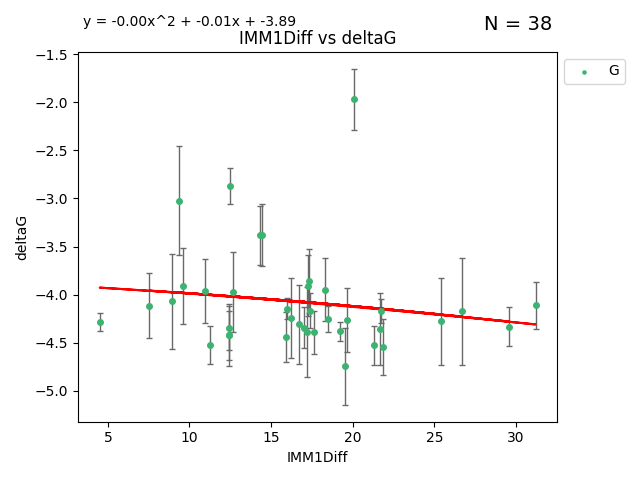 y = -0.00x^2 + -0.01x + -3.89
N = 38
IMM1Diff vs deltaG
G
−1.5
−2.0
−2.5
−3.0
−3.5
−4.0
−4.5
−5.0
deltaG
5 10 15 20 25 30
IMM1Diff